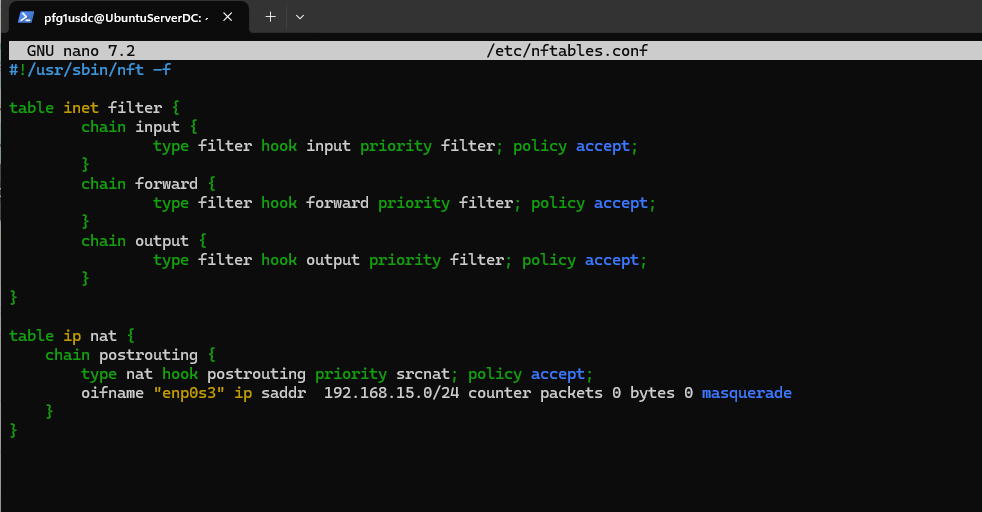 pfg1usdc@UbuntuServerDC: ~
GNU nano 7.2 /etc/nftables.conf
#!/usr/sbin/nft -f
table inet filter {
chain input {
type filter hook input priority filter; policy accept;
}
chain forward {
type filter hook forward priority filter; policy accept;
}
chain output {
type filter hook output priority filter; policy accept;
}
}
table ip nat {
chain postrouting {
type nat hook postrouting priority srcnat; policy accept;
oifname "enp0s3" ip saddr  192.168.15.0/24 counter packets 0 bytes 0 masquerade
}
}